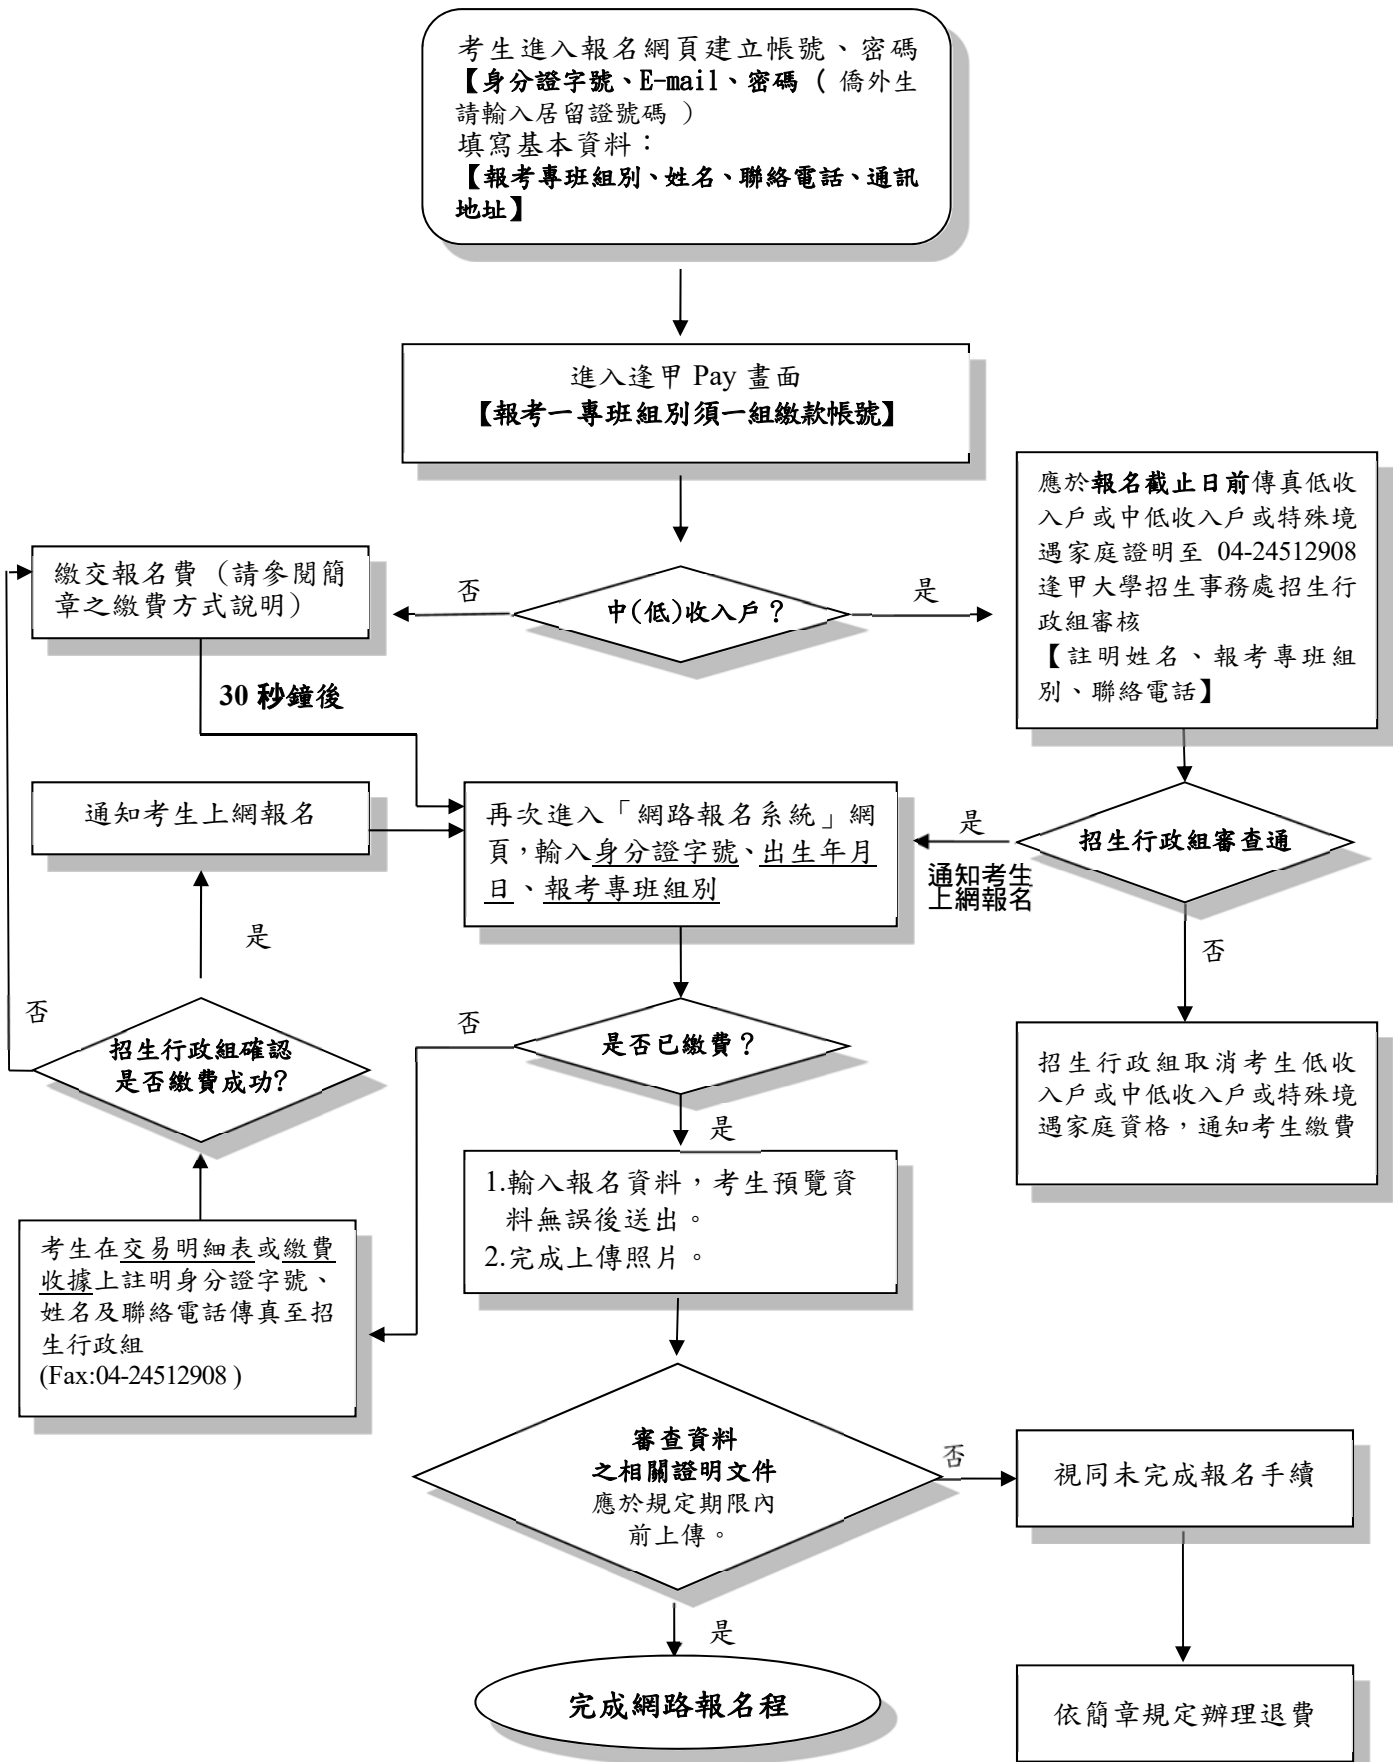 考生進入報名網頁建立帳號、密碼
【身分證字號、E-mail、密碼（僑外生
請輸入居留證號碼 ）
填寫基本資料：
【報考專班組別、姓名、聯絡電話、通訊
地址】
進入逢甲 Pay 畫面
【報考一專班組別須一組繳款帳號】
應於報名截止日前傳真低收
入戶或中低收入戶或特殊境
遇家庭證明至 04-24512908
逢甲大學招生事務處招生行
政組審核
【註明姓名、報考專班組
別、聯絡電話】
繳交報名費（請參閱簡
章之繳費方式說明）
否
中(低)收入戶？
是
30 秒鐘後
通知考生上網報名
再次進入「網路報名系統」網
頁，輸入身分證字號、出生年月
日、報考專班組別
是
通知考生
上網報名
招生行政組審查通
是
否
否
招生行政組確認
是否繳費成功?
否
是否已繳費？
是
招生行政組取消考生低收
入戶或中低收入戶或特殊境
遇家庭資格，通知考生繳費
1.輸入報名資料，考生預覽資
料無誤後送出。
2.完成上傳照片。
考生在交易明細表或繳費
收據上註明身分證字號、
姓名及聯絡電話傳真至招
生行政組
(Fax:04-24512908 )
審查資料
之相關證明文件
應於規定期限內
前上傳。
否
視同未完成報名手續
是
完成網路報名程
依簡章規定辦理退費